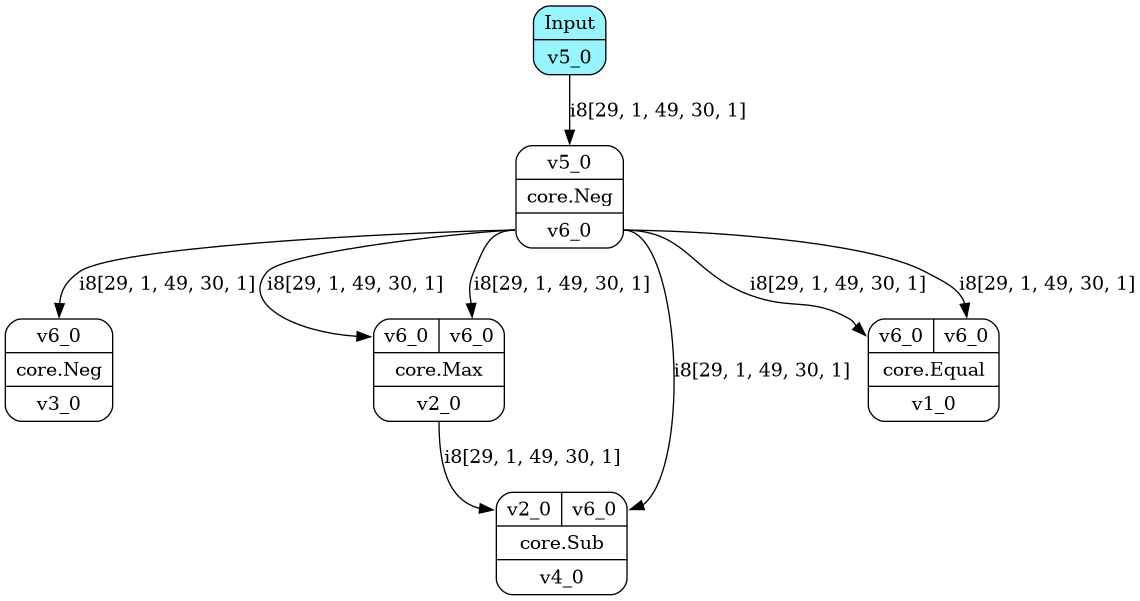 Input
v5_0
i8[29, 1, 49, 30, 1]
v5_0
core.Neg
v6_0
i8[29, 1, 49, 30, 1]
i8[29, 1, 49, 30, 1]
i8[29, 1, 49, 30, 1]
i8[29, 1, 49, 30, 1]
i8[29, 1, 49, 30, 1]
v6_0
core.Neg
v3_0
v6_0 v6_0
core.Max
v2_0
i8[29, 1, 49, 30, 1]
v6_0 v6_0
core.Equal
v1_0
i8[29, 1, 49, 30, 1]
v2_0 v6_0
core.Sub
v4_0